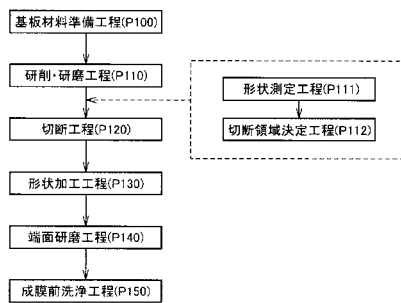 基板材料準備工程(P100)
研削・研磨工程(P110)
形状測定工程(P111)
切断領域決定工程(P112)
切断工程(P120)
形状加工工程(P130)
端面研磨工程(P140)
成膜前洗浄工程(P150)